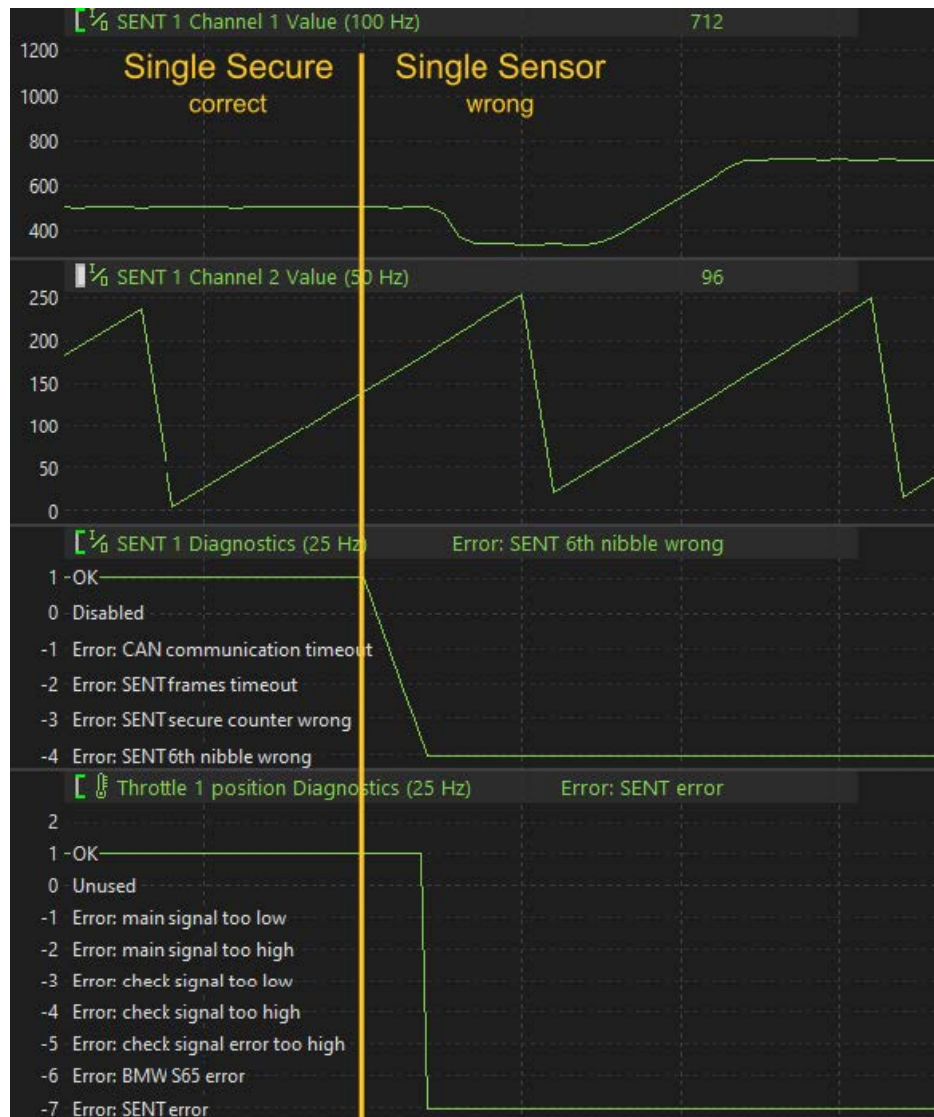 SENT 1 Channel 1 Value (100 Hz) 712
1200
Single Secure Single Sensor
correct wrong
1000
800
600
400
SENT 1 Channel 2 Value (50 Hz) 96
250
200
150
100
50
0
SENT 1 Diagnostics (25 Hz) Error: SENT 6th nibble wrong
1 OK
0 Disabled
-1 Error: CAN communication timeout
-2 Error: SENT frames timeout
-3 Error: SENT secure counter wrong
-4 Error: SENT 6th nibble wrong
Throttle 1 position Diagnostics (25 Hz) Error: SENT error
2
1 OK
0 Unused
-1 Error: main signal too low
-2 Error: main signal too high
-3 Error: check signal too low
-4 Error: check signal too high
-5 Error: check signal error too high
-6 Error: BMW S65 error
-7 Error: SENT error